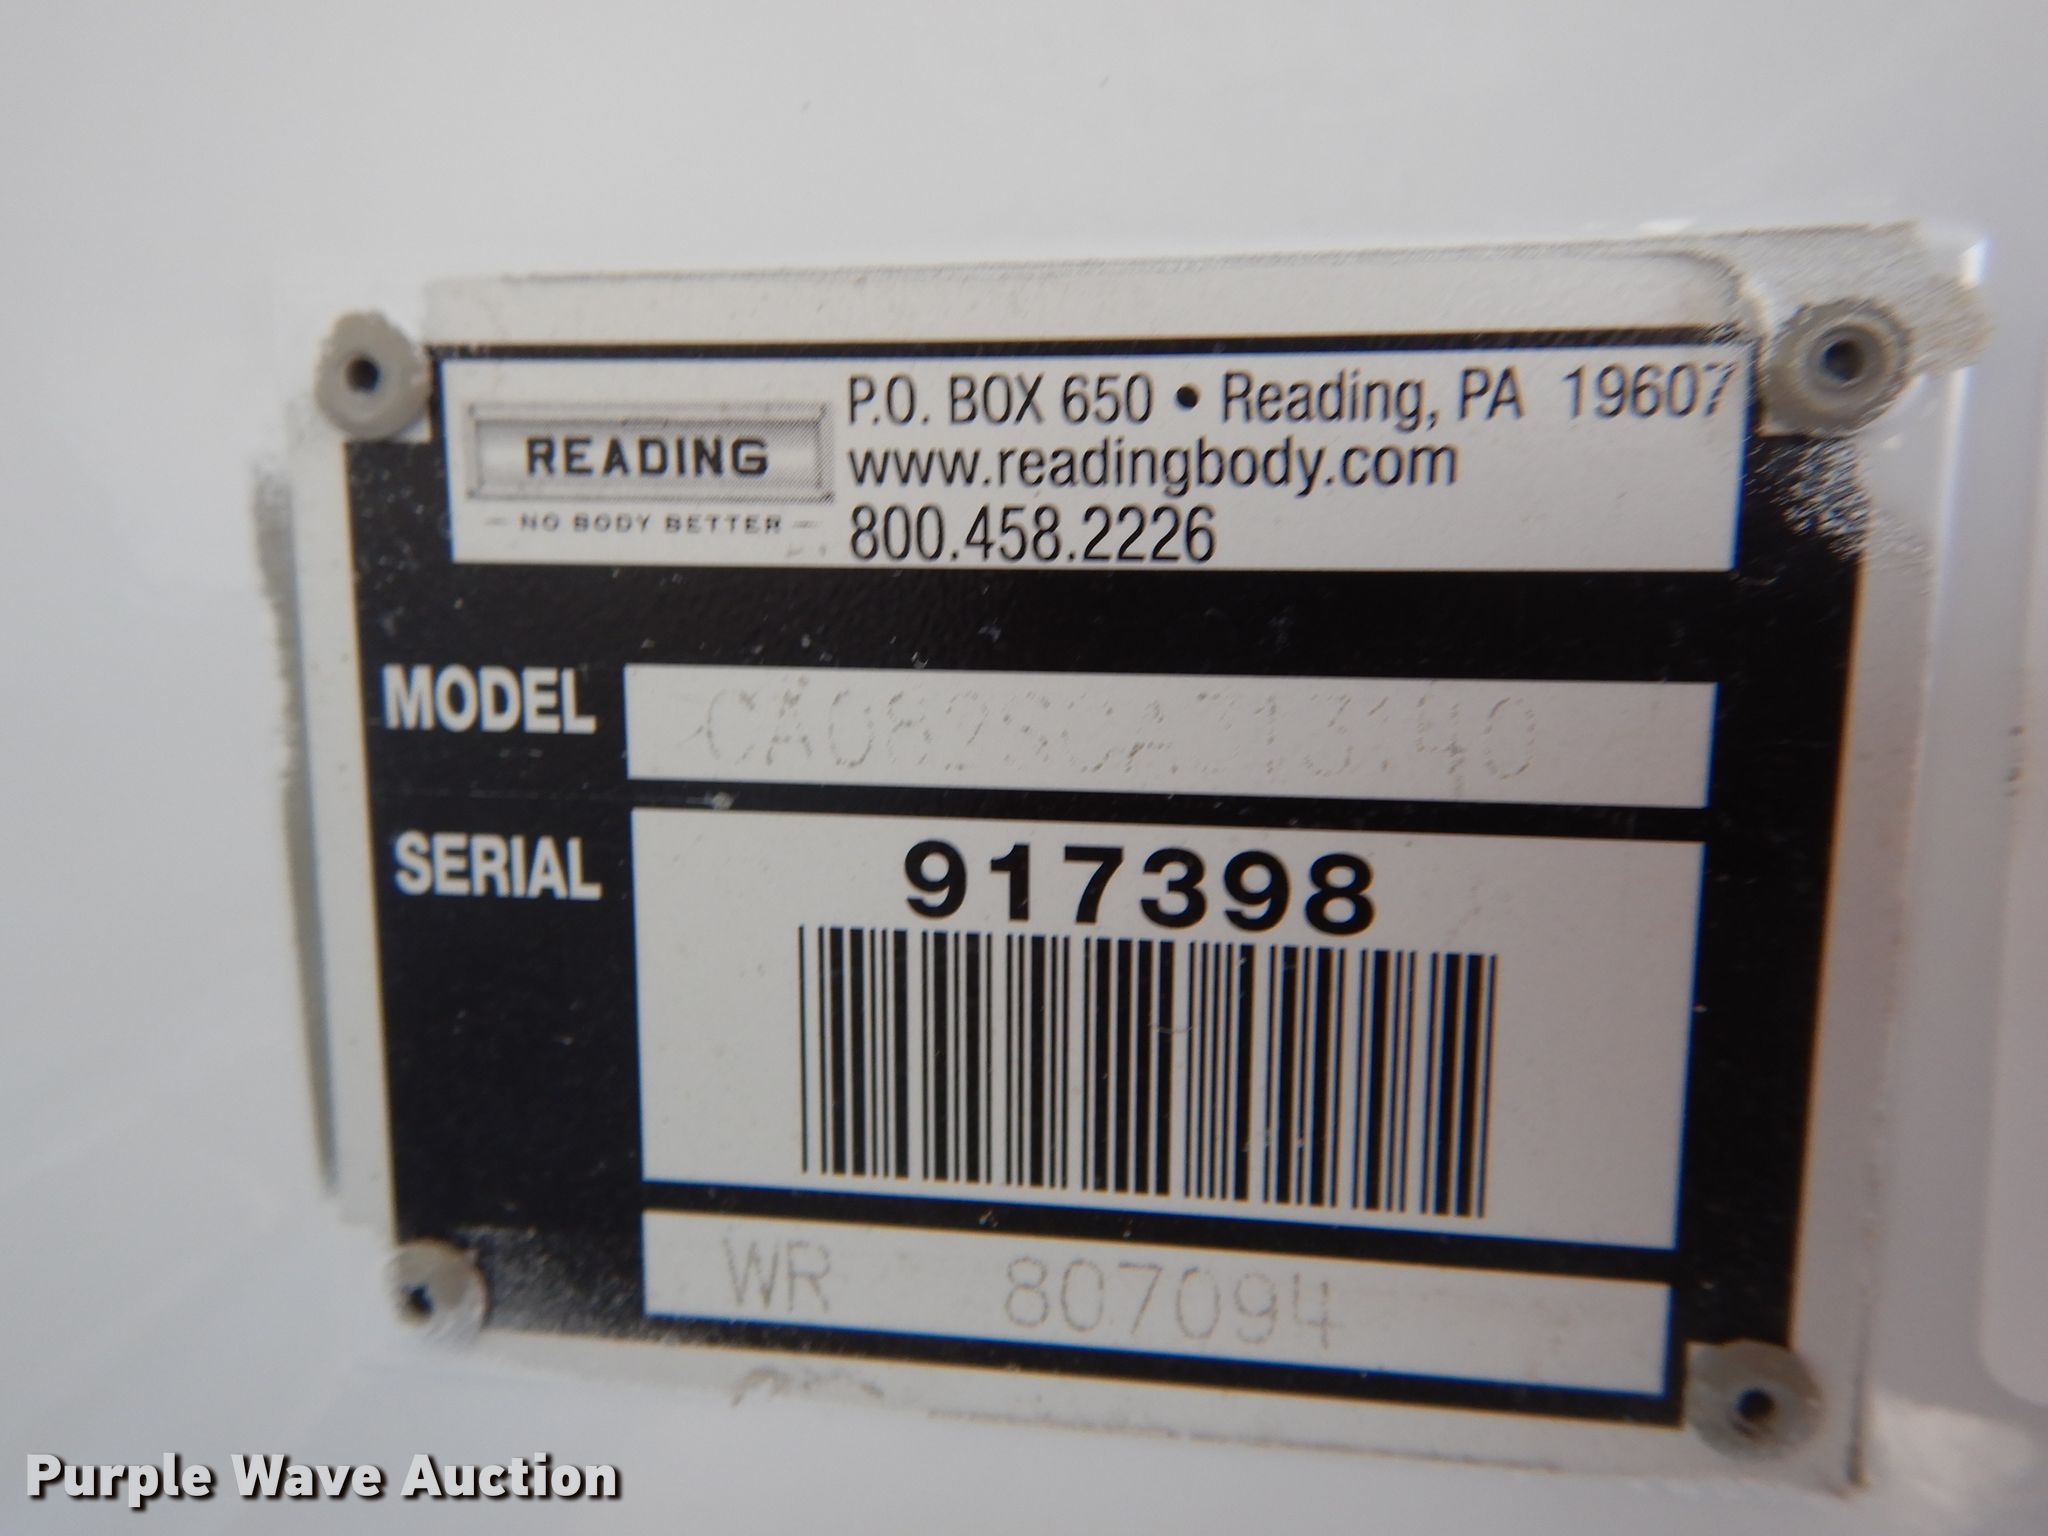 READING
NO BODY BETTER
P.O. BOX 650 • Reading, PA 19607
www.readingbody.com
800.458.2226
MODEL
SERIAL 917398
WR 807094
Purple Wave Auction